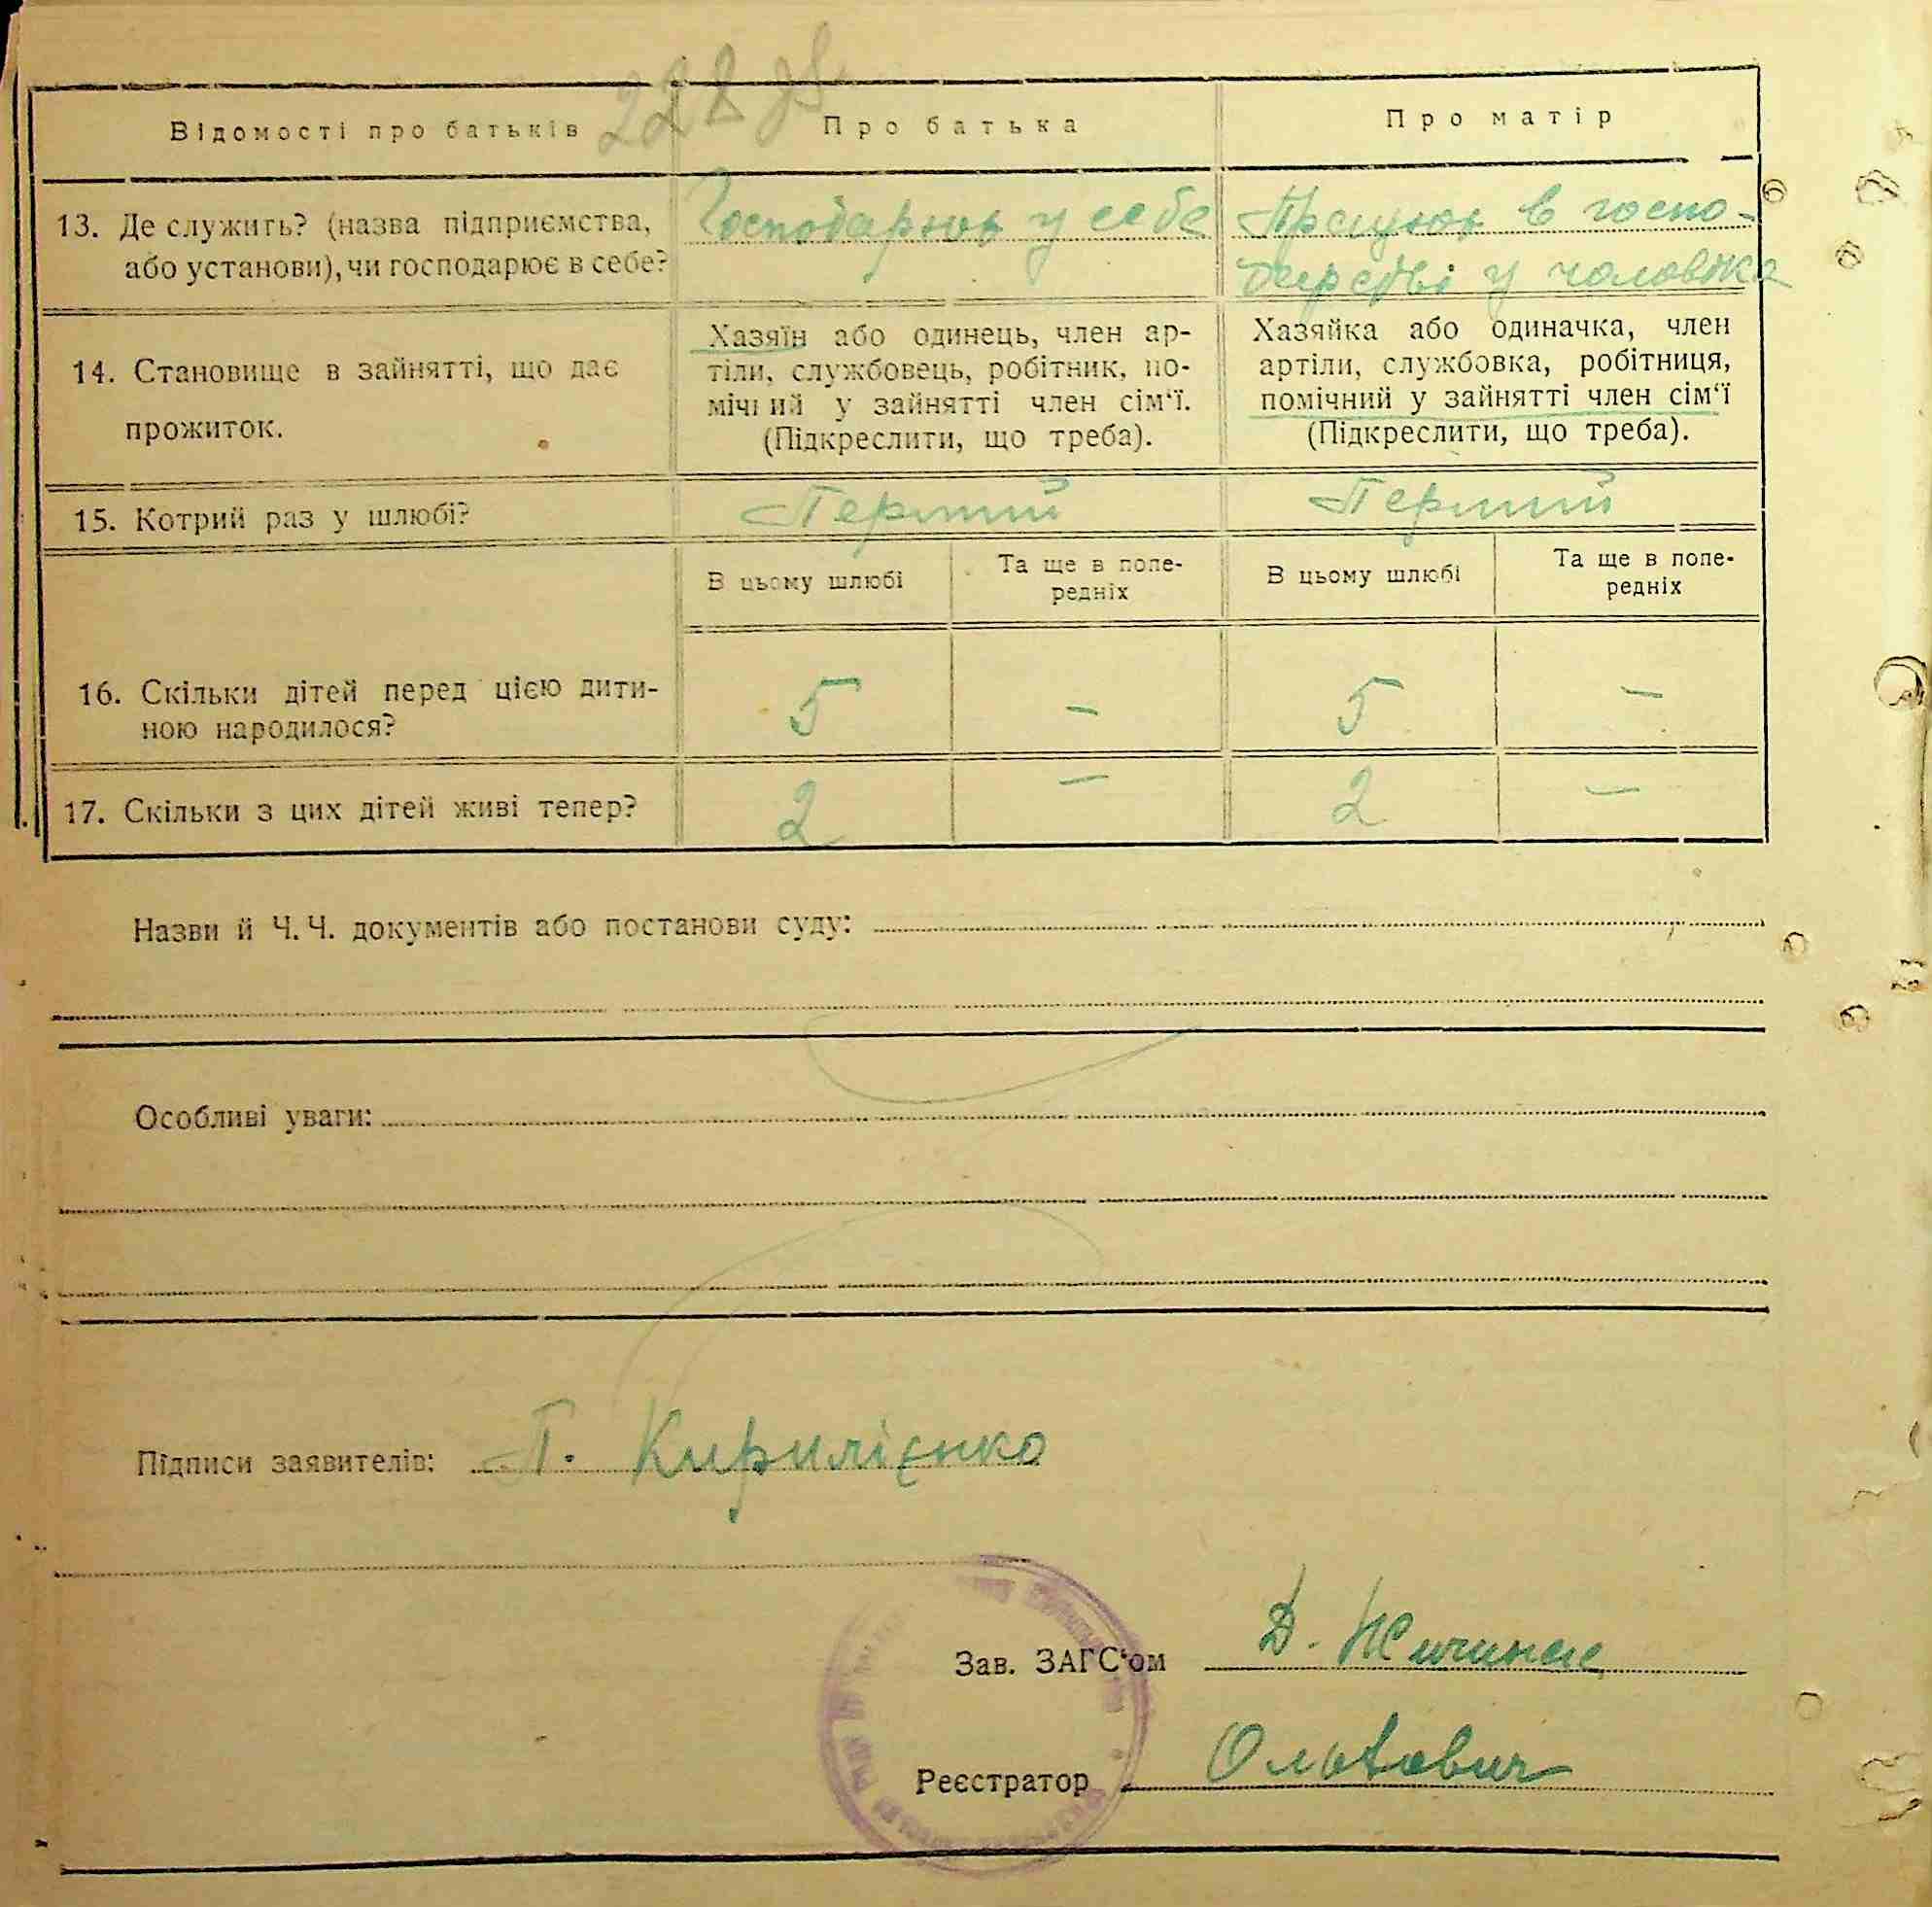 228 зв
Відомості про батьків
Про батька
Про матір
13. Де служить? (назва підприємства,
або установи), чи господарює в себе?
Господарює у себе
Працює в госпо-
дарстві у чоловіка
14. Становище в зайнятті, що дає
прожиток.
Хазяїн або одинець, член ар-
тіли, службовець, робітник, по-
мічний у зайнятті член сім'ї.
(Підкреслити, що треба).
Хазяйка або одиначка, член
артіли, службовка, робітниця,
помічний у зайнятті член сім'ї
(Підкреслити, що треба).
15. Котрий раз у шлюбі?
Перший
Перший
В цьому шлюбі
Та ще в попе-
редніх
В цьому шлюбі
Та ще в попе-
редніх
16. Скільки дітей перед цією дити-
ною народилося?
5
-
5
-
17. Скільки з цих дітей живі тепер?
2
-
2
-
Назви й Ч. Ч. документів або постанови суду:
Особливі уваги:
Підписи заявителів: П. Кирилієнко
Зав. ЗАГС'ом Д.
Реєстратор